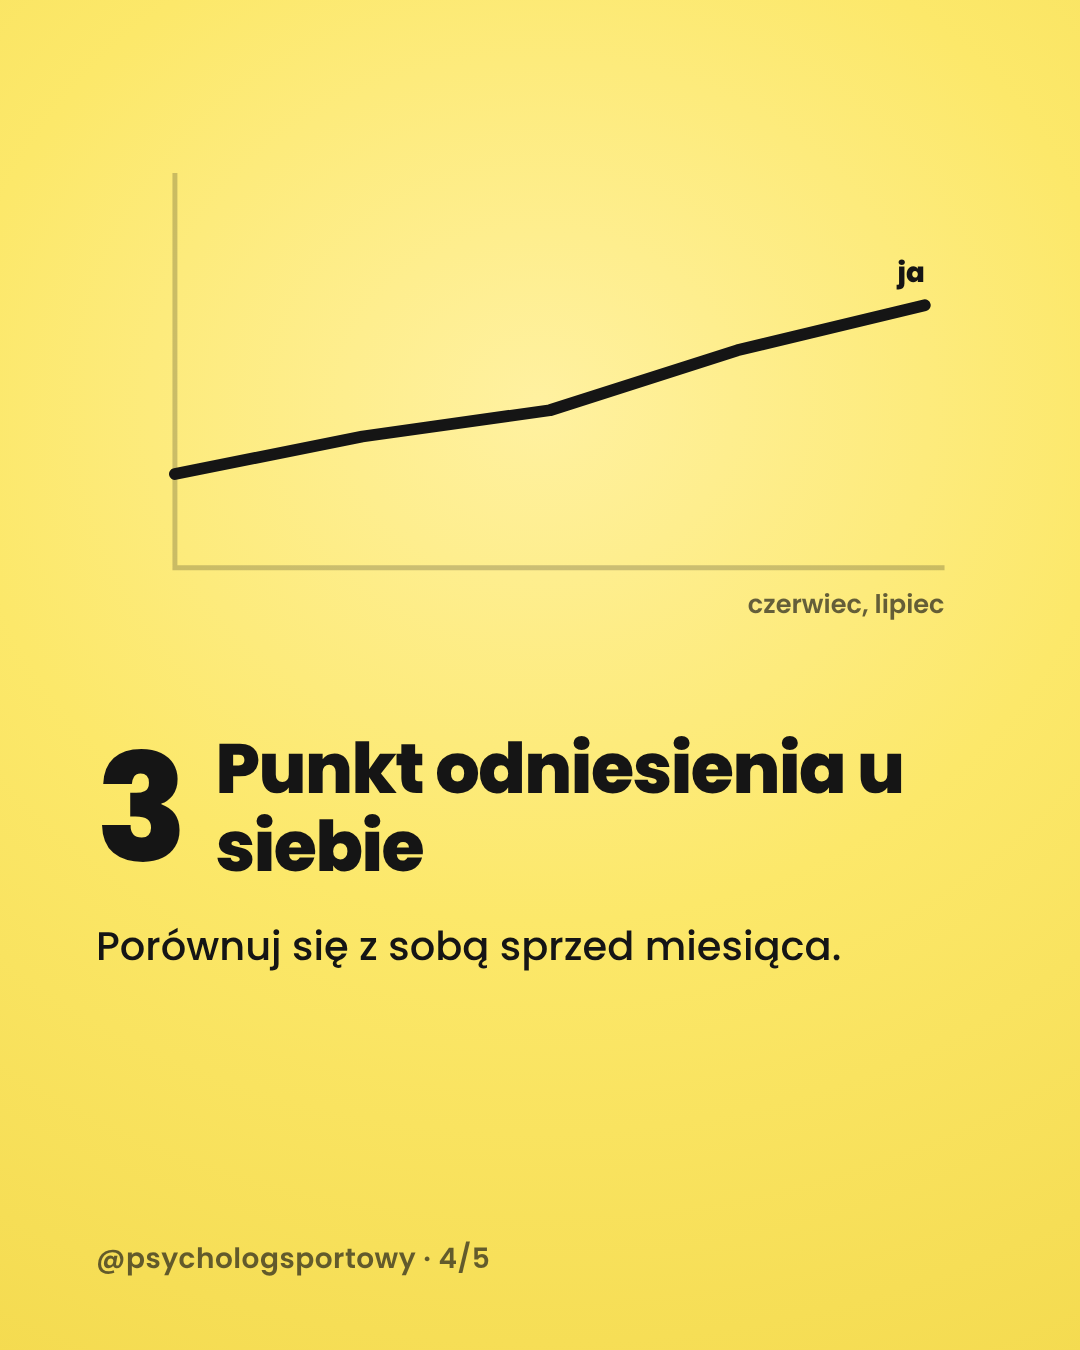 ja
czerwiec, lipiec
3 Punkt odniesienia u
siebie
Porównuj się z sobą sprzed miesiąca.
@psychologsportowy · 4/5